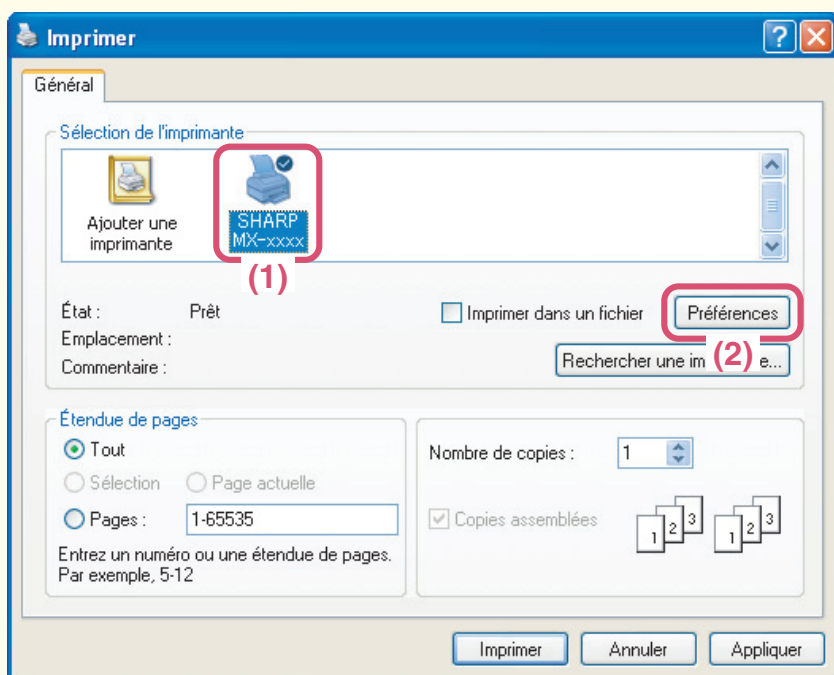 Imprimer
Général
Sélection de l'imprimante
Ajouter une
imprimante
SHARP
MX-xxxx
(1)
État : Prêt
Imprimer dans un fichier
Préférences
Emplacement :
(2)
Commentaire :
Rechercher une im e...
Étendue de pages
Tout
Sélection Page actuelle
Pages : 1-65535
Entrez un numéro ou une étendue de pages.
Par exemple, 5-12
Nombre de copies : 1
Copies assemblées
1 2 3 1 2 3
Imprimer Annuler Appliquer